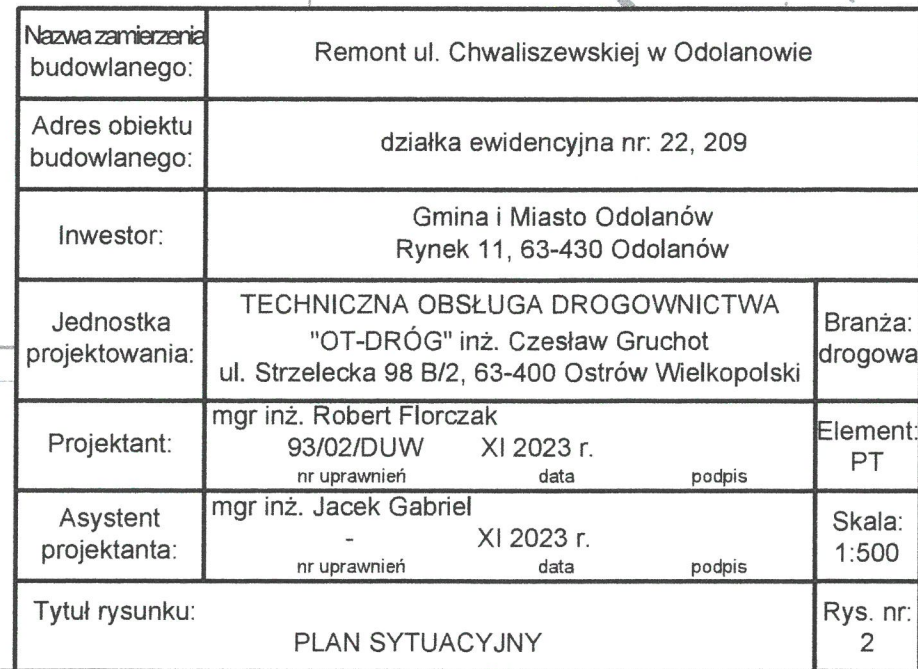 Nazwa zamierzenia
budowlanego:
Remont ul. Chwaliszewskiej w Odolanowie
Adres obiektu
budowlanego:
działka ewidencyjna nr: 22, 209
Inwestor:
Gmina i Miasto Odolanów
Rynek 11, 63-430 Odolanów
Jednostka
projektowania:
TECHNICZNA OBSŁUGA DROGOWNICTWA
"OT-DRÓG" inż. Czesław Gruchot
ul. Strzelecka 98 B/2, 63-400 Ostrów Wielkopolski
Branża:
drogowa
Projektant:
mgr inż. Robert Florczak
93/02/DUW XI 2023 r.
nr uprawnień data podpis
Element:
PT
Asystent
projektanta:
mgr inż. Jacek Gabriel
- XI 2023 r.
nr uprawnień data podpis
Skala:
1:500
Tytuł rysunku:
PLAN SYTUACYJNY
Rys. nr:
2